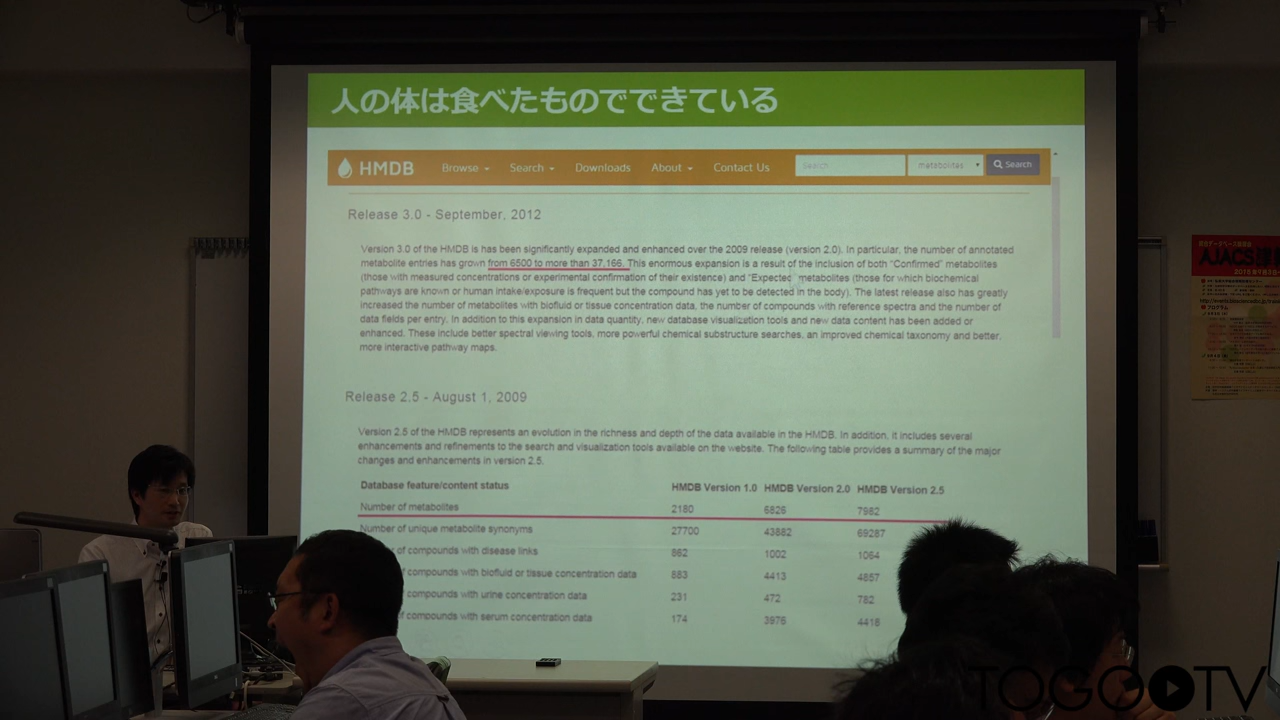 人の体は食べたものでできている
HMDB Browse Search Downloads About Contact Us Search metabolites Search
Release 3.0 - September, 2012
Version 3.0 of the HMDB is has been significantly expanded and enhanced over the 2009 release (version 2.0). In particular, the number of annotated
metabolite entries has grown from 6500 to more than 37,166. This enormous expansion is a result of the inclusion of both "Confirmed" metabolites
(those with measured concentrations or experimental confirmation of their existence) and "Expected" metabolites (those for which biochemical
pathways are known or human intake/exposure is frequent but the compound has yet to be detected in the body). The latest release also has greatly
increased the number of metabolites with biofluid or tissue concentration data, the number of compounds with reference spectra and the number of
data fields per entry. In addition to this expansion in data quantity, new database visualization tools and new data content has been added or
enhanced. These include better spectral viewing tools, more powerful chemical substructure searches, an improved chemical taxonomy and better,
more interactive pathway maps.
Release 2.5 - August 1, 2009
Version 2.5 of the HMDB represents an evolution in the richness and depth of the data available in the HMDB. In addition, it includes several
enhancements and refinements to the search and visualization tools available on the website. The following table provides a summary of the major
changes and enhancements in version 2.5.
Database feature/content status HMDB Version 1.0 HMDB Version 2.0 HMDB Version 2.5
Number of metabolites 2180 6826 7982
Number of unique metabolite synonyms 27700 43882 69287
of compounds with disease links 862 1002 1064
compounds with biofluid or tissue concentration data 883 4413 4857
compounds with urine concentration data 231 472 782
of compounds with serum concentration data 174 3976 4418
AJACS
TOGOTV